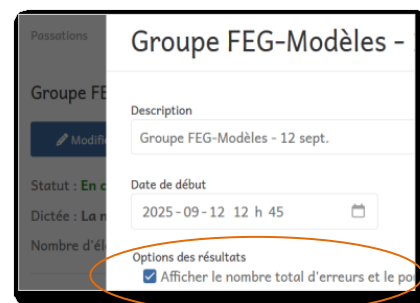 Passations
Groupe FEG-Modèles -
Groupe FE
Description
Modifie
Groupe FEG-Modèles - 12 sept.
Statut : En c
Date de début
Dictée : La n
2025-09-12 12 h 45
Nombre d'él
Options des résultats
Afficher le nombre total d'erreurs et le po